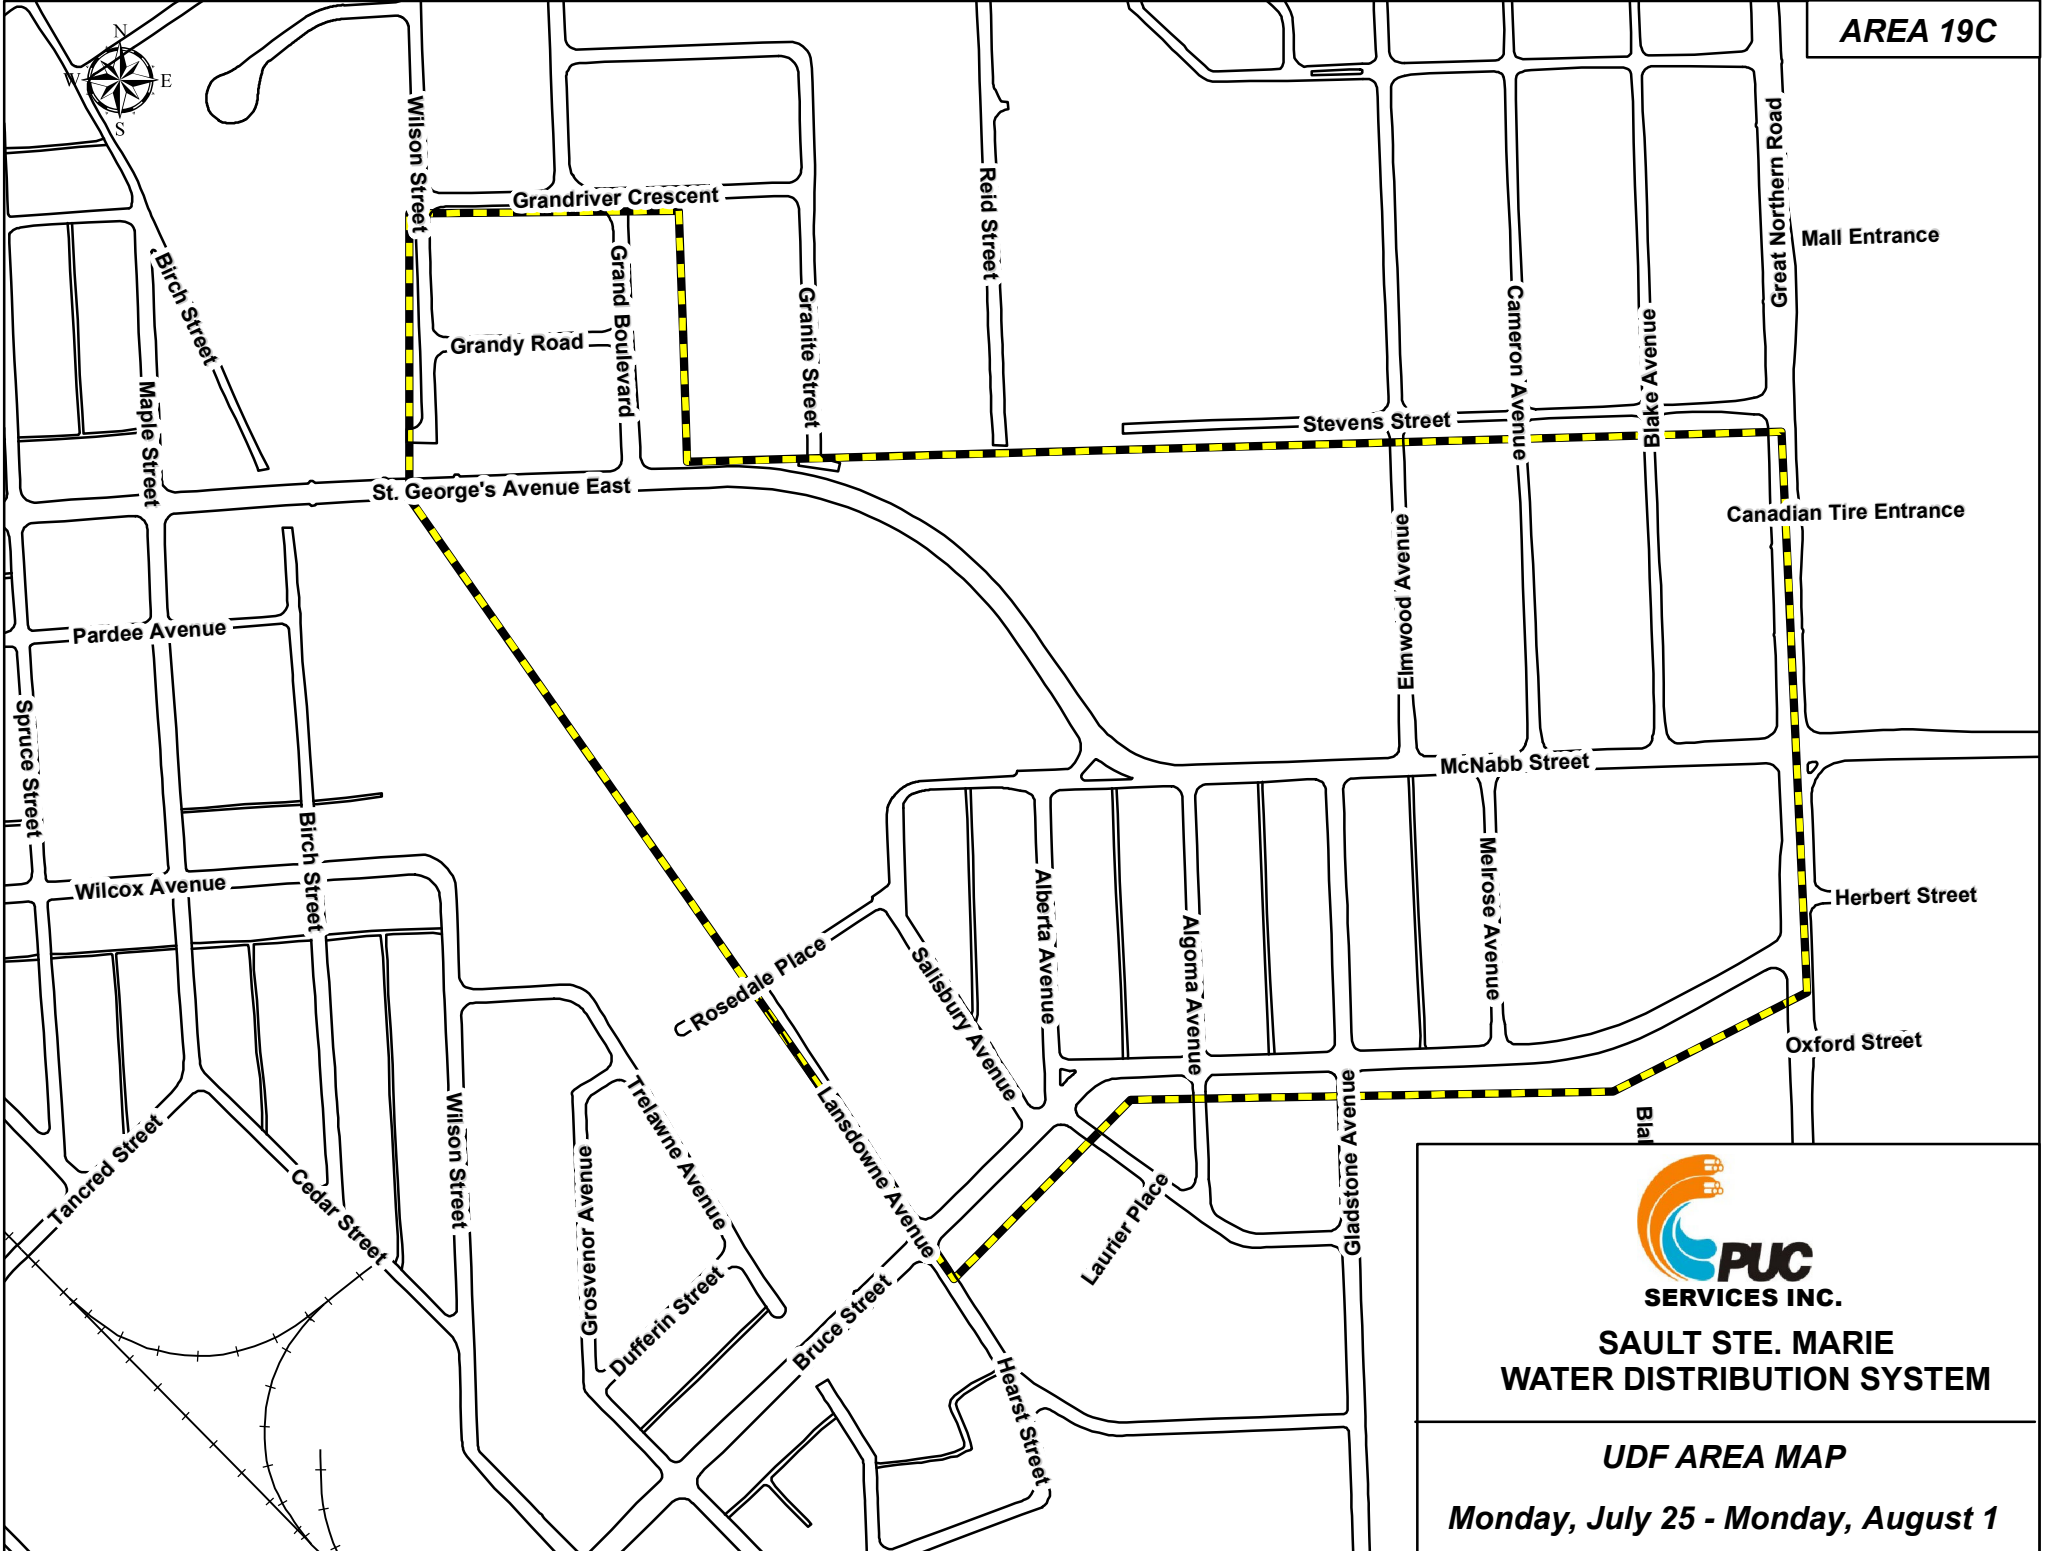 AREA 19C
N
W
E
S
Wilson Street
Grandriver Crescent
Reid Street
Great Northern Road
Mall Entrance
Birch Street
Grand Boulevard
Granite Street
Cameron Avenue
Blake Avenue
Grandy Road
Maple Street
Stevens Street
St. George's Avenue East
Canadian Tire Entrance
Elmwood Avenue
Pardee Avenue
Spruce Street
McNabb Street
Birch Street
Wilcox Avenue
Melrose Avenue
Alberta Avenue
Algoma Avenue
Herbert Street
Rosedale Place
Salisbury Avenue
Oxford Street
Trelawne Avenue
Lansdowne Avenue
Gladstone Avenue
Wilson Street
Tancred Street
Cedar Street
Grosvenor Avenue
Laurier Place
Dufferin Street
Bruce Street
Hearst Street
Bla
PUC
SERVICES INC.
SAULT STE. MARIE
WATER DISTRIBUTION SYSTEM
UDF AREA MAP
Monday, July 25 - Monday, August 1